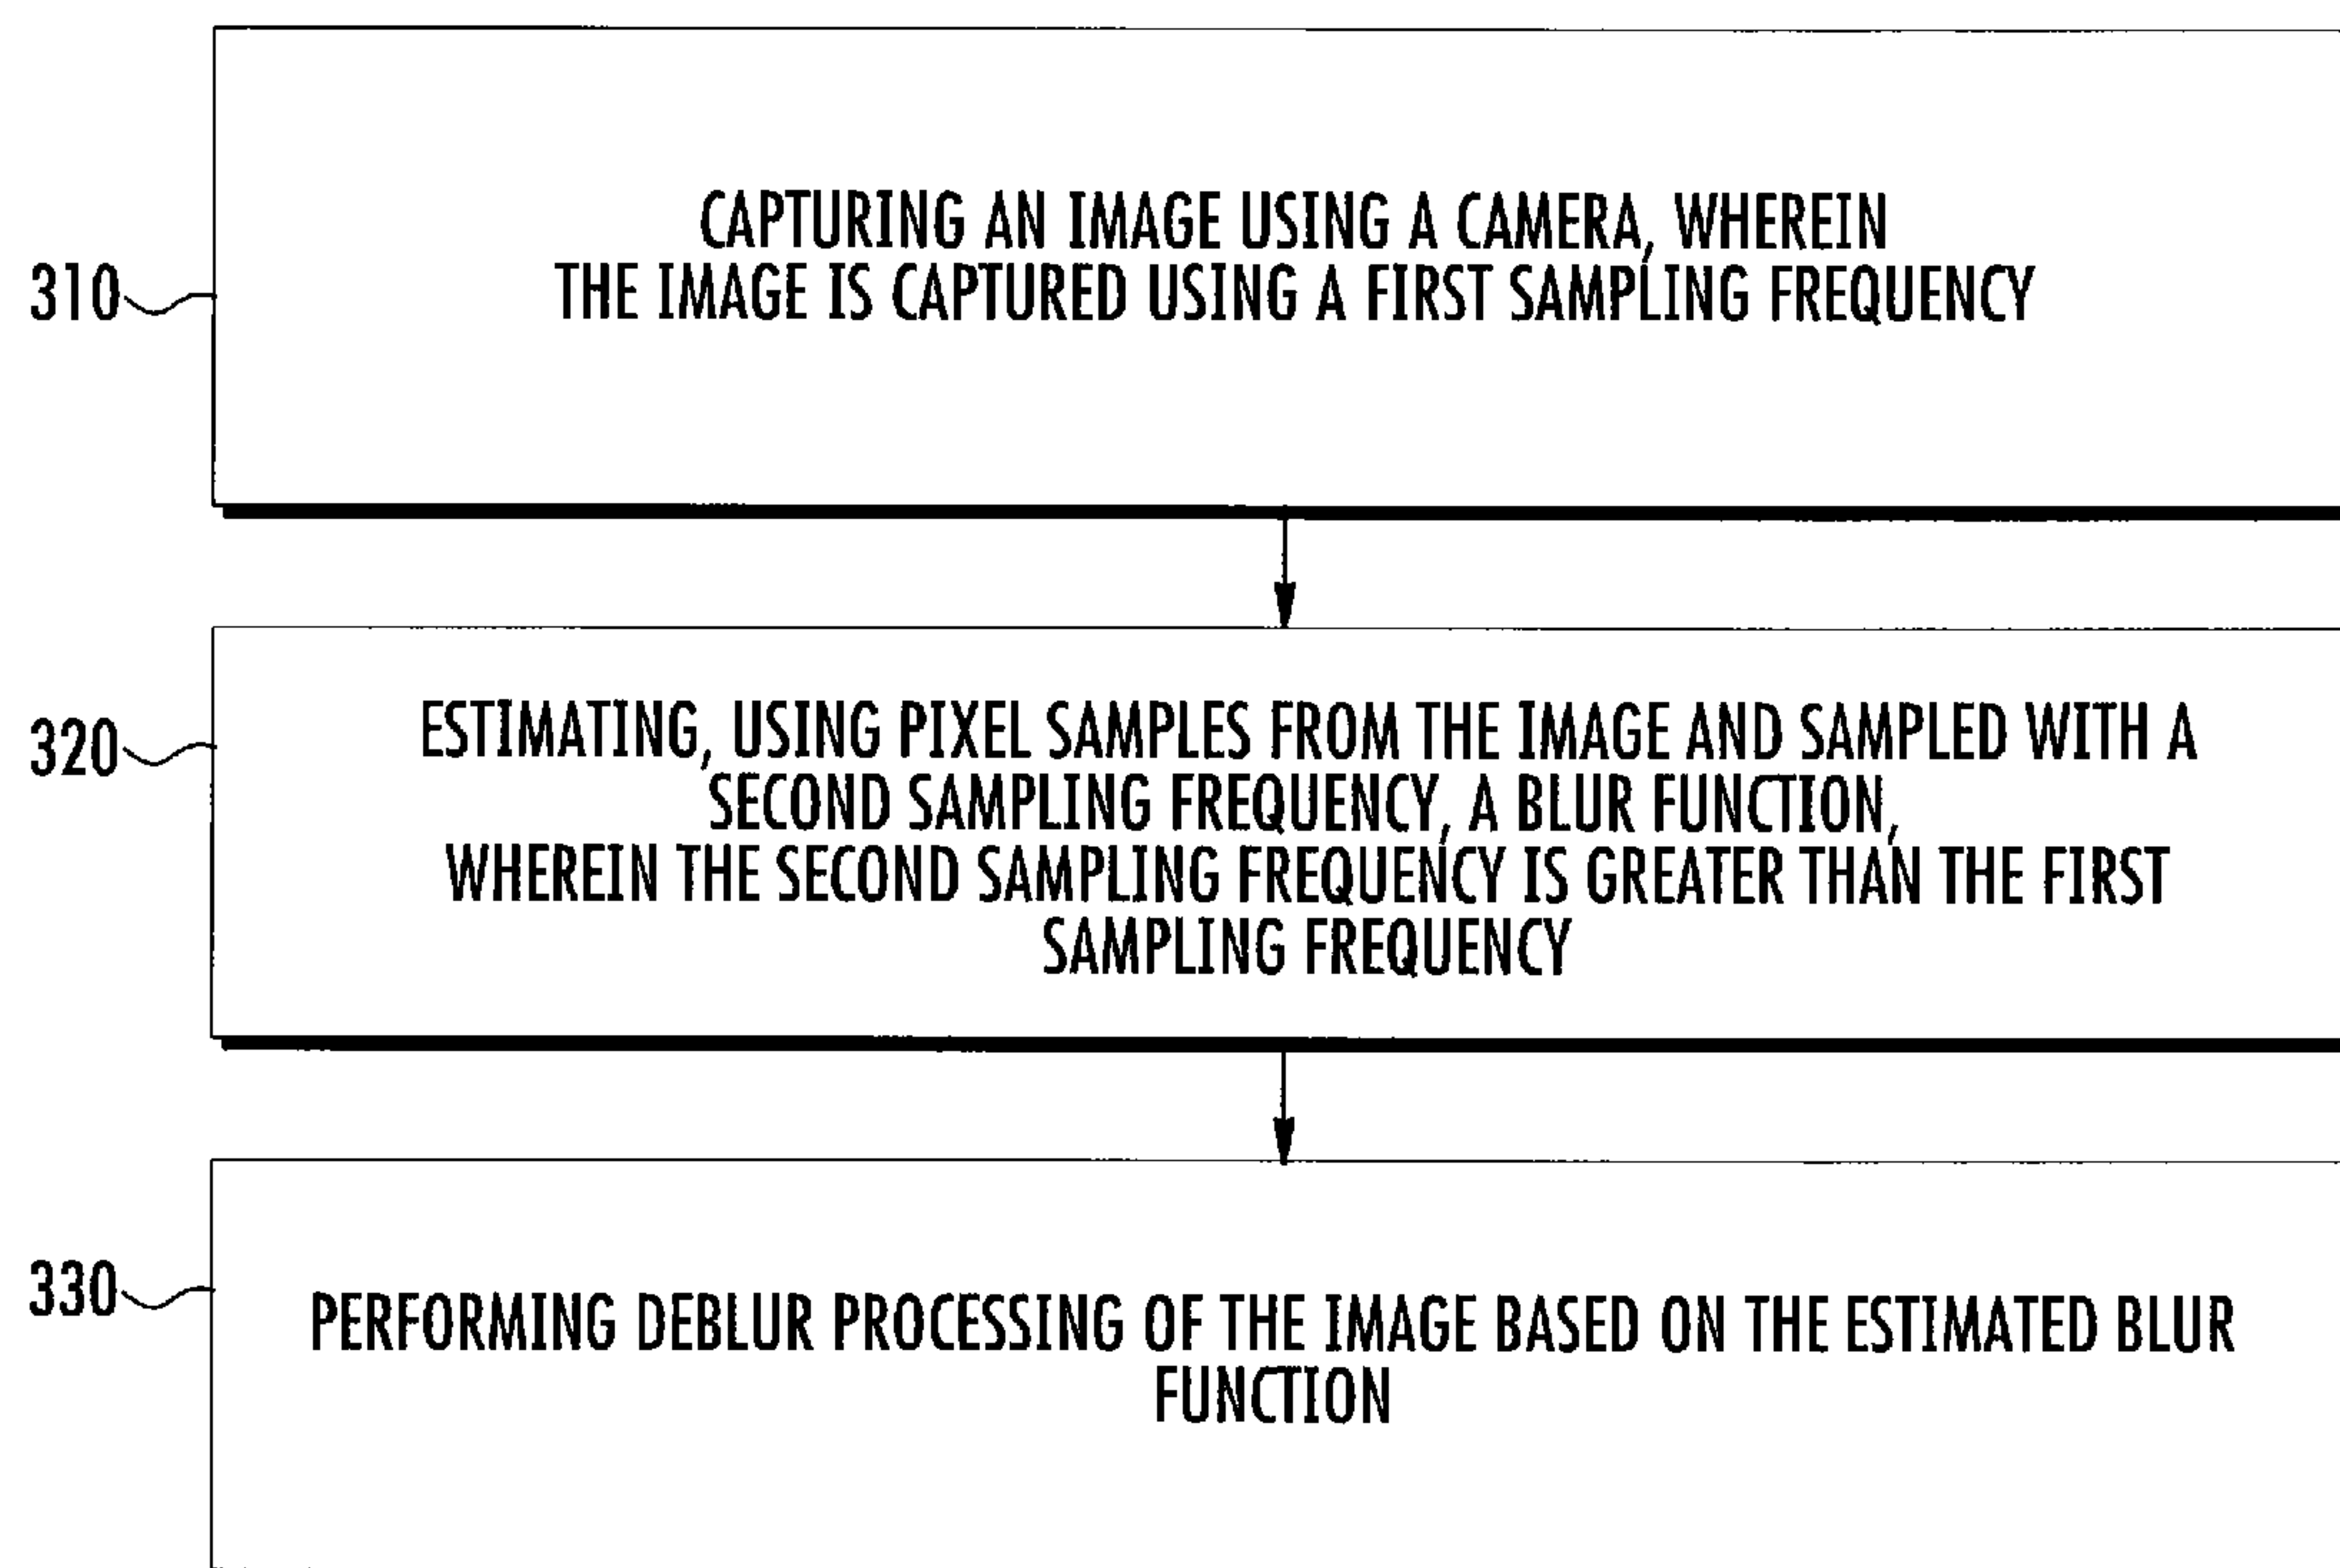 CAPTURING AN IMAGE USING A CAMERA, WHEREIN
310
THE IMAGE IS CAPTURED USING A FIRST SAMPLING FREQUENCY
320
ESTIMATING, USING PIXEL SAMPLES FROM THE IMAGE AND SAMPLED WITH A
SECOND SAMPLING FREQUENCY, A BLUR FUNCTION,
WHEREIN THE SECOND SAMPLING FREQUENCY IS GREATER THAN THE FIRST
SAMPLING FREQUENCY
330
PERFORMING DEBLUR PROCESSING OF THE IMAGE BASED ON THE ESTIMATED BLUR
FUNCTION